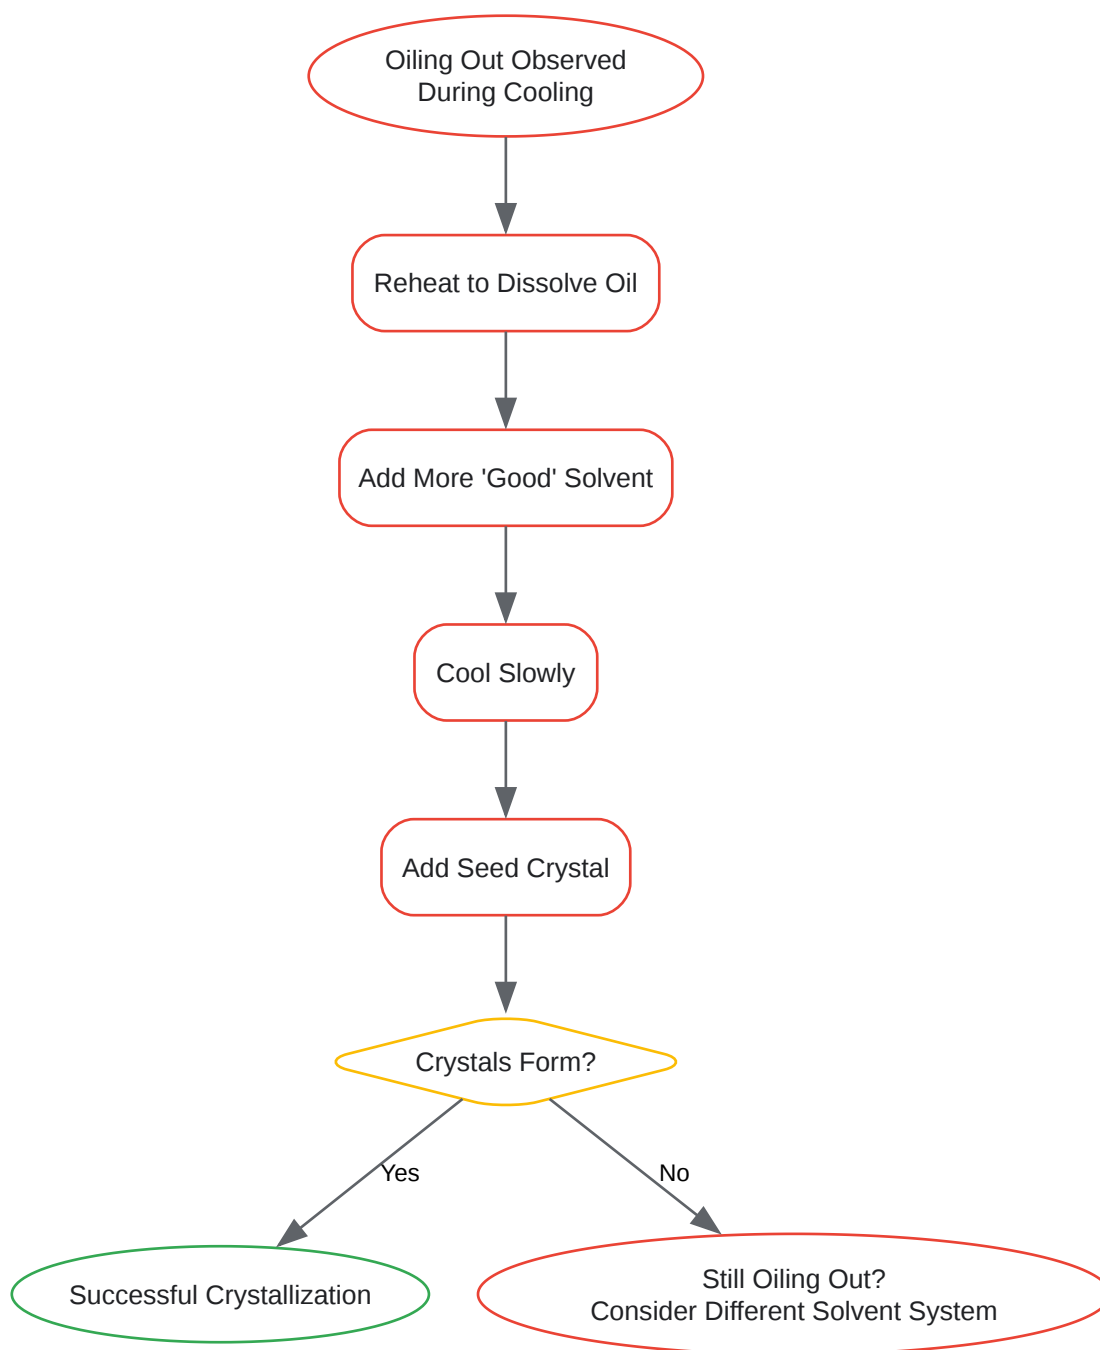 Oiling Out Observed
During Cooling
Reheat to Dissolve Oil
Add More 'Good' Solvent
Cool Slowly
Add Seed Crystal
Crystals Form?
Yes
No
Successful Crystallization
Still Oiling Out?
Consider Different Solvent System